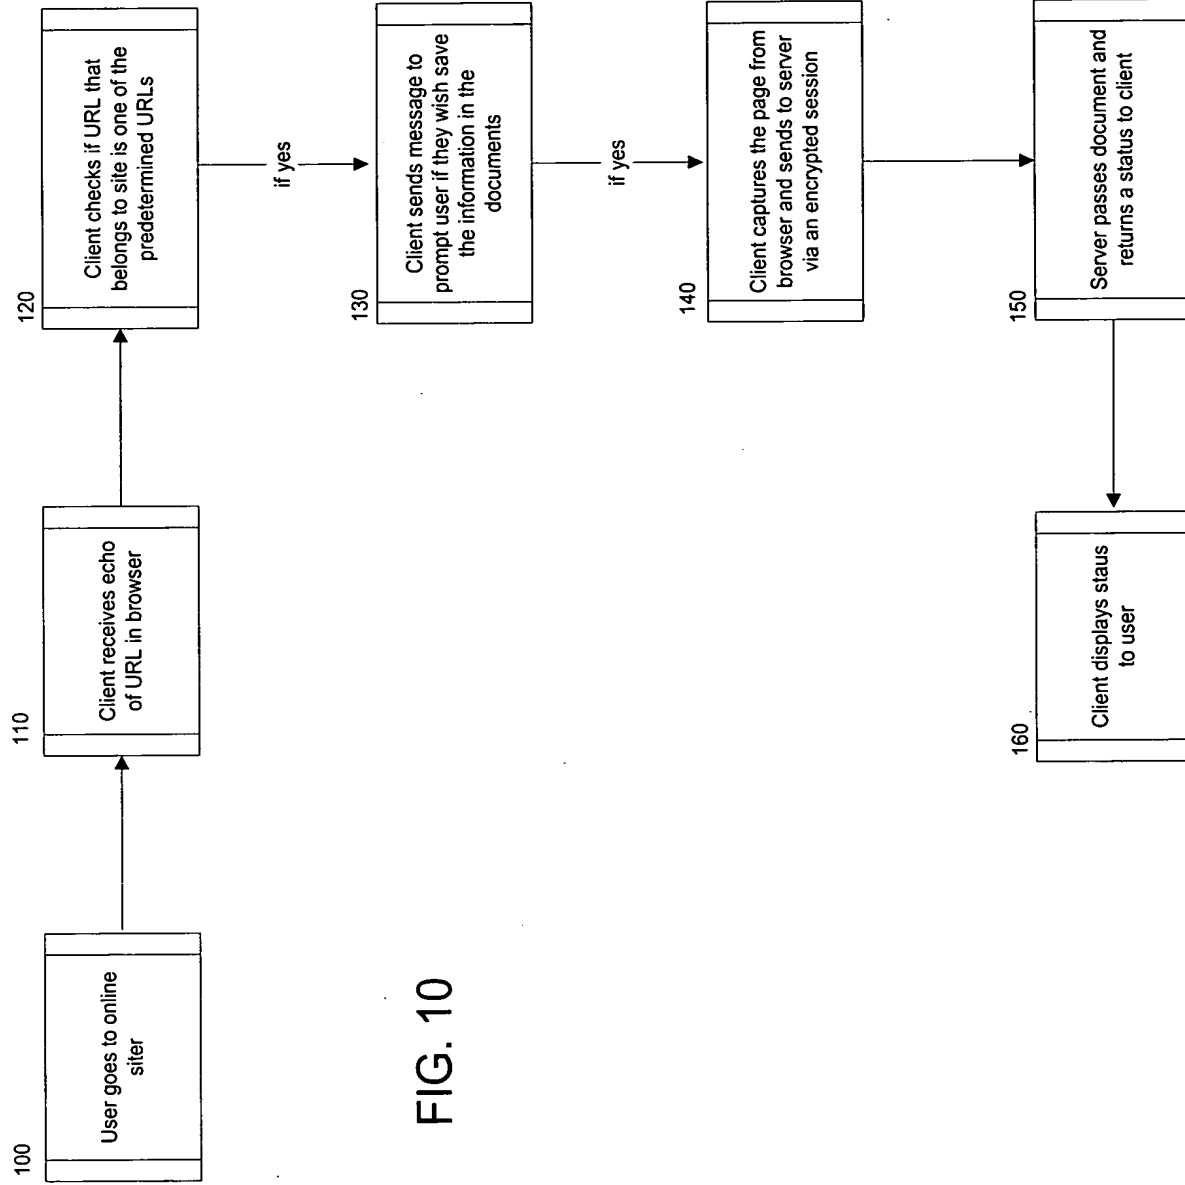 100
User goes to online
siter
110
Client receives echo
of URL in browser
120
Client checks if URL that
belongs to site is one of the
predetermined URLs
if yes
130
Client sends message to
prompt user if they wish save
the information in the
documents
if yes
140
Client captures the page from
browser and sends to server
via an encrypted session
150
Server passes document and
returns a status to client
160
Client displays staus
to user
FIG. 10